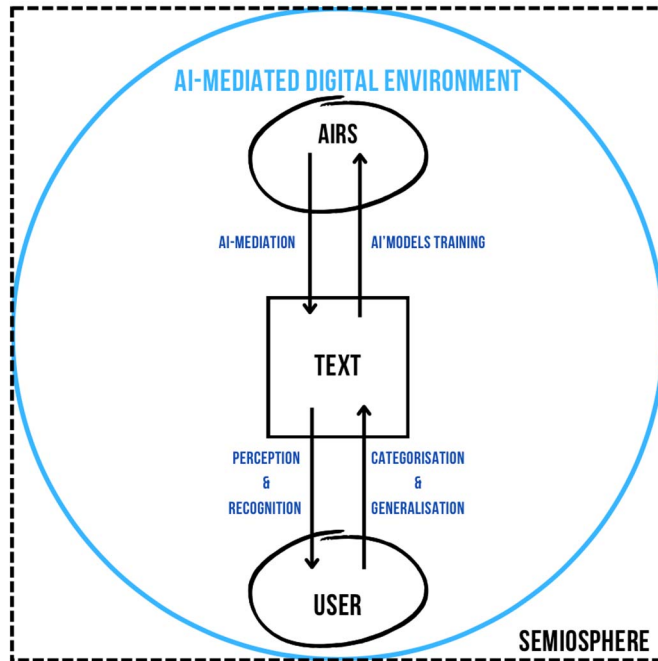 AI-MEDIATED DIGITAL ENVIRONMENT
AIRS
AI-MEDIATION
AI'MODELS TRAINING
TEXT
PERCEPTION
&
RECOGNITION
CATEGORISATION
&
GENERALISATION
USER
SEMIOSPHERE